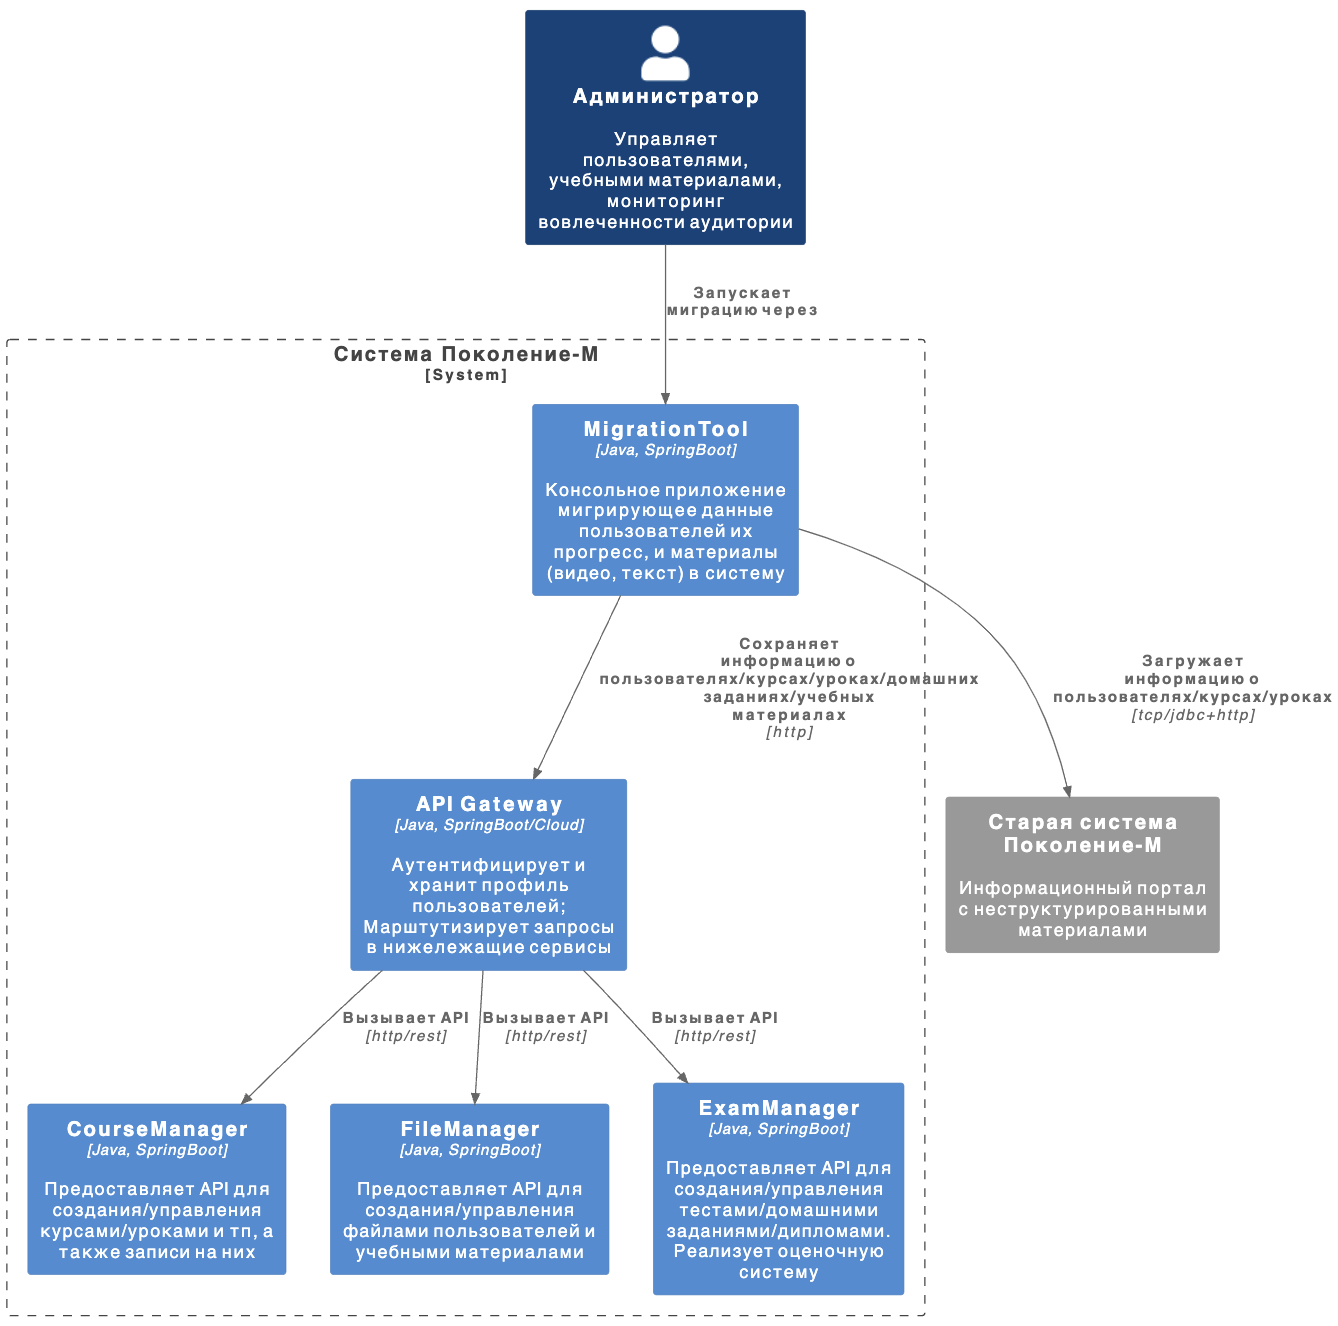 Администратор
Управляет
пользователями,
учебными материалами,
мониторинг
вовлеченности аудитории
Запускает
миграцию через
Система Поколение-М
[System]
MigrationTool
[Java, SpringBoot]
Консольное приложение
мигрирующее данные
пользователей их
прогресс, и материалы
(видео, текст) в систему
Сохраняет
информацию о
пользователях/курсах/уроках/домашних
заданиях/учебных
материалах
[http]
Загружает
информацию о
пользователях/курсах/уроках
[tcp/jdbc+http]
API Gateway
[Java, SpringBoot/Cloud]
Аутентифицирует и
хранит профиль
пользователей;
Марштутизирует запросы
в нижележащие сервисы
Старая система
Поколение-М
Информационный портал
с неструктурированными
материалами
Вызывает API
[http/rest]
Вызывает API
[http/rest]
Вызывает API
[http/rest]
CourseManager
[Java, SpringBoot]
Предоставляет API для
создания/управления
курсами/уроками и тп, а
также записи на них
FileManager
[Java, SpringBoot]
Предоставляет API для
создания/управления
файлами пользователей и
учебными материалами
ExamManager
[Java, SpringBoot]
Предоставляет API для
создания/управления
тестами/домашними
заданиями/дипломами.
Реализует оценочную
систему